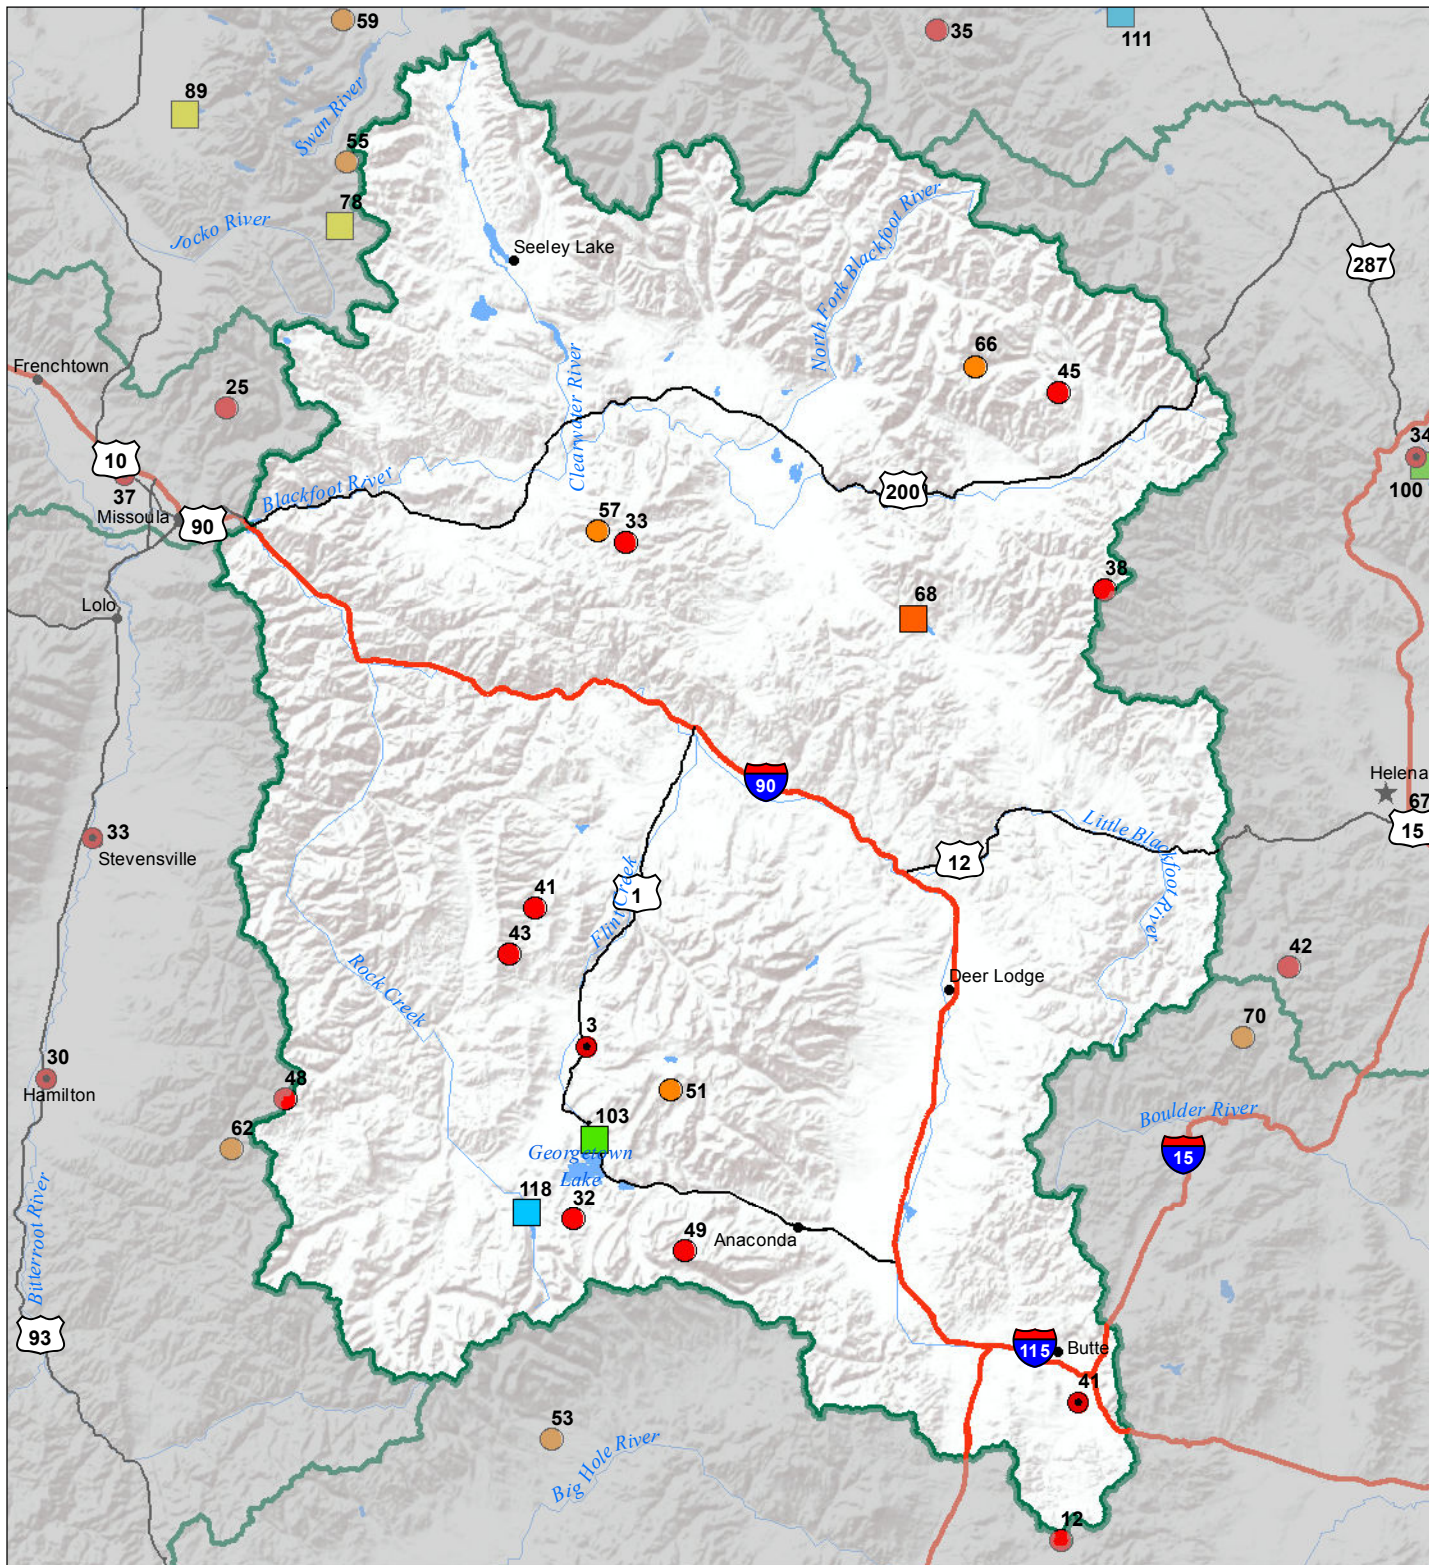 59
35
111
89
Swan River
55
78
Jocko River
North Fork Blackfoot River
Seeley Lake
287
Frenchtown
25
66
45
Clearwater River
10
34
37
Blackfoot River
200
100
Missoula
90
57
33
38
Lolo
68
90
Helena
67
15
33
Stevensville
Little Blackfoot River
12
41
1
Flint Creek
43
Rock Creek
42
Deer Lodge
3
70
30
Hamilton
48
51
62
103
Boulder River
Georgetown
Lake
15
118
32
Bitterroot River
49
Anaconda
93
115
Butte
41
53
Big Hole River
12